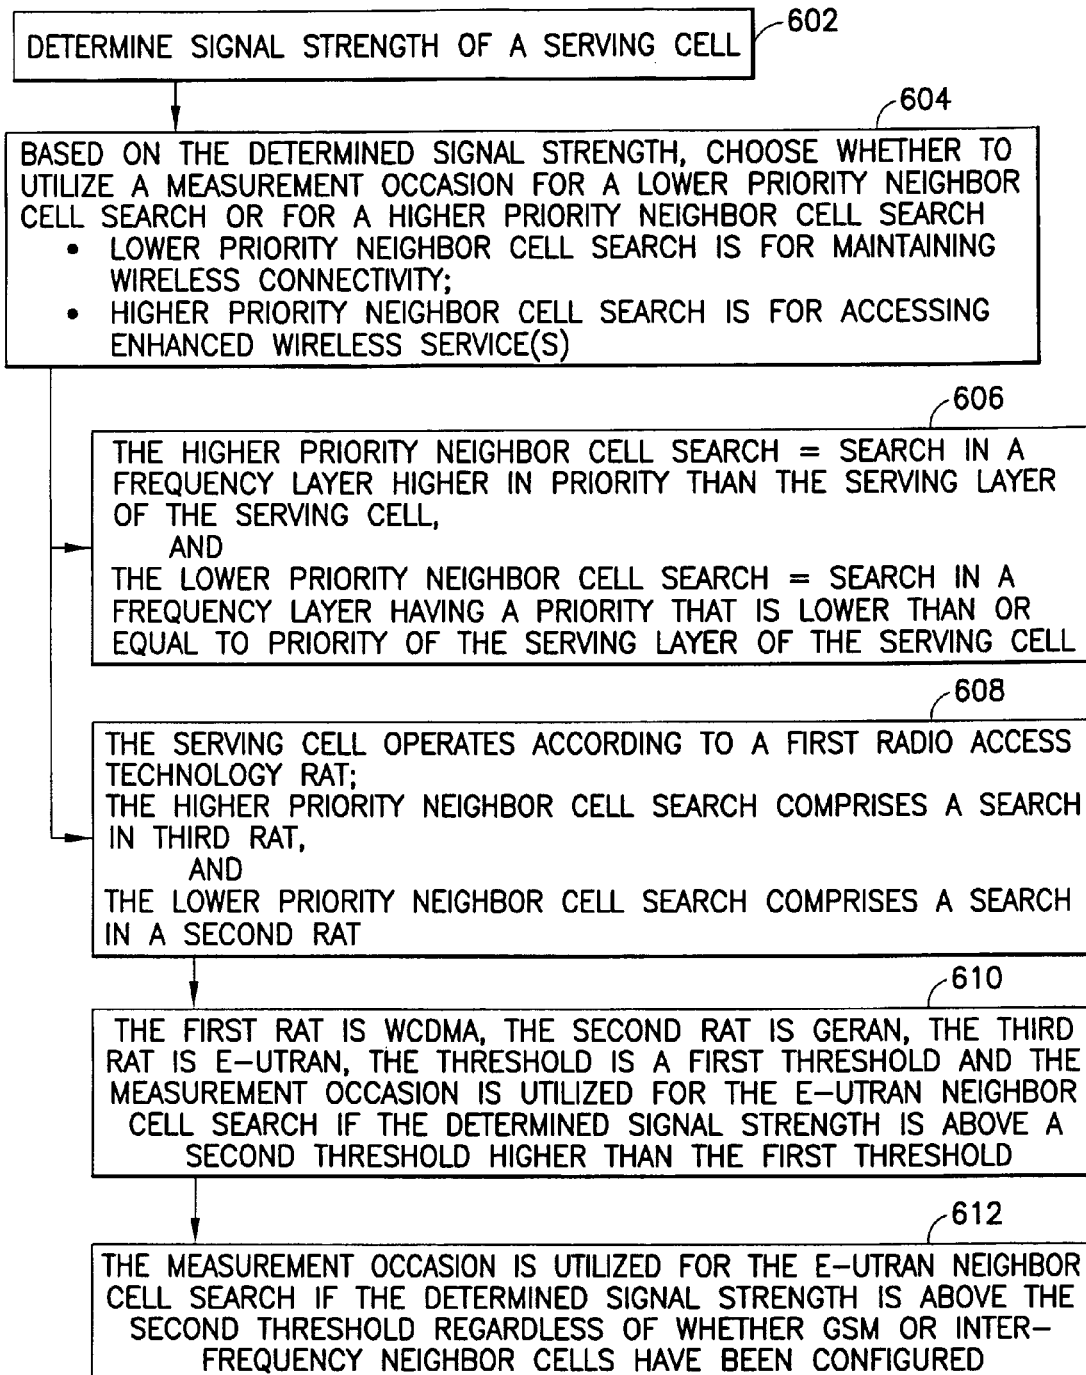 602
DETERMINE SIGNAL STRENGTH OF A SERVING CELL
604
BASED ON THE DETERMINED SIGNAL STRENGTH, CHOOSE WHETHER TO
UTILIZE A MEASUREMENT OCCASION FOR A LOWER PRIORITY NEIGHBOR
CELL SEARCH OR FOR A HIGHER PRIORITY NEIGHBOR CELL SEARCH
• LOWER PRIORITY NEIGHBOR CELL SEARCH IS FOR MAINTAINING
WIRELESS CONNECTIVITY;
• HIGHER PRIORITY NEIGHBOR CELL SEARCH IS FOR ACCESSING
ENHANCED WIRELESS SERVICE(S)
606
THE HIGHER PRIORITY NEIGHBOR CELL SEARCH = SEARCH IN A
FREQUENCY LAYER HIGHER IN PRIORITY THAN THE SERVING LAYER
OF THE SERVING CELL,
AND
THE LOWER PRIORITY NEIGHBOR CELL SEARCH = SEARCH IN A
FREQUENCY LAYER HAVING A PRIORITY THAT IS LOWER THAN OR
EQUAL TO PRIORITY OF THE SERVING LAYER OF THE SERVING CELL
608
THE SERVING CELL OPERATES ACCORDING TO A FIRST RADIO ACCESS
TECHNOLOGY RAT;
THE HIGHER PRIORITY NEIGHBOR CELL SEARCH COMPRISES A SEARCH
IN THIRD RAT,
AND
THE LOWER PRIORITY NEIGHBOR CELL SEARCH COMPRISES A SEARCH
IN A SECOND RAT
610
THE FIRST RAT IS WCDMA, THE SECOND RAT IS GERAN, THE THIRD
RAT IS E-UTRAN, THE THRESHOLD IS A FIRST THRESHOLD AND THE
MEASUREMENT OCCASION IS UTILIZED FOR THE E-UTRAN NEIGHBOR
CELL SEARCH IF THE DETERMINED SIGNAL STRENGTH IS ABOVE A
SECOND THRESHOLD HIGHER THAN THE FIRST THRESHOLD
612
THE MEASUREMENT OCCASION IS UTILIZED FOR THE E-UTRAN NEIGHBOR
CELL SEARCH IF THE DETERMINED SIGNAL STRENGTH IS ABOVE THE
SECOND THRESHOLD REGARDLESS OF WHETHER GSM OR INTER-
FREQUENCY NEIGHBOR CELLS HAVE BEEN CONFIGURED